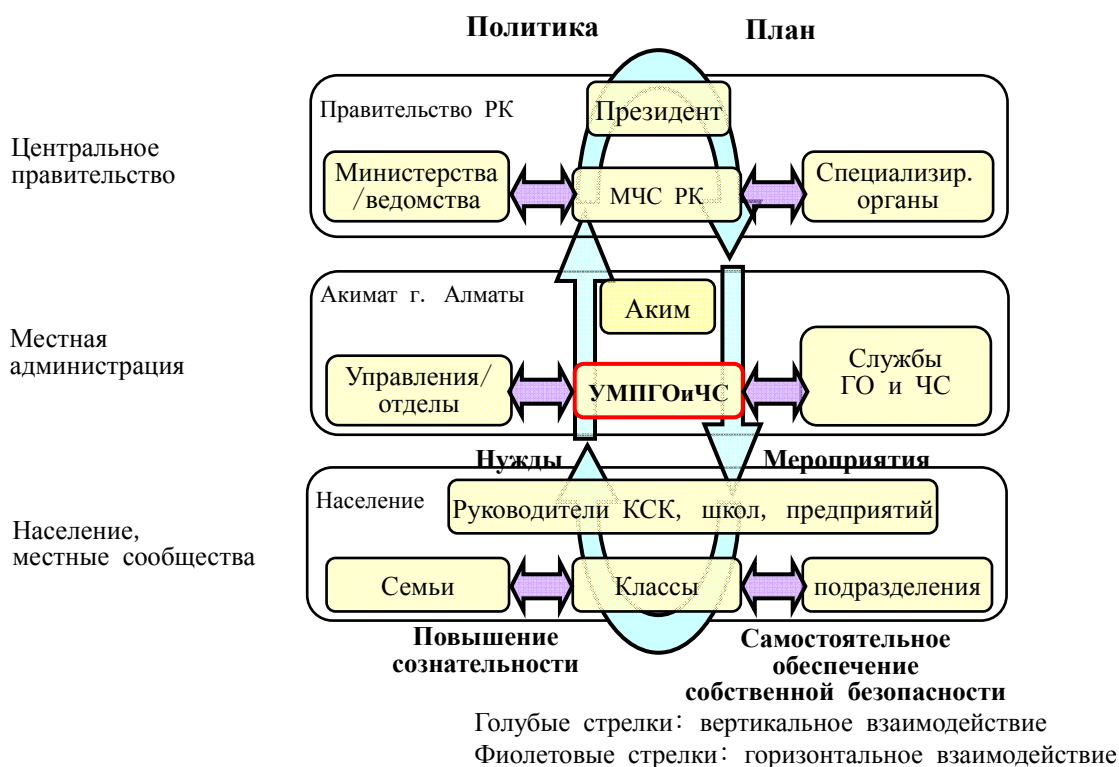 Политика
План
Правительство РК
Президент
Центральное
правительство
Министерства
/ведомства
МЧС РК
Специализир.
органы
Акимат г. Алматы
Аким
Местная
администрация
Управления/
отделы
УМПГОиЧС
Службы
ГО и ЧС
Нужды
Мероприятия
Население
Руководители КСК, школ, предприятий
Население,
местные сообщества
Семьи
Классы
подразделения
Повышение
сознательности
Самостоятельное
обеспечение
собственной безопасности
Голубые стрелки: вертикальное взаимодействие
Фиолетовые стрелки: горизонтальное взаимодействие